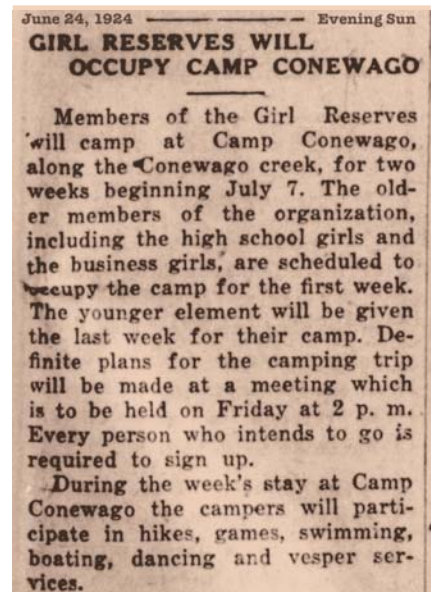 June 24, 1924 Evening Sun
GIRL RESERVES WILL
OCCUPY CAMP CONEWAGO
Members of the Girl Reserves
will camp at Camp Conewago,
along the Conewago creek, for two
weeks beginning July 7. The old-
er members of the organization,
including the high school girls and
the business girls, are scheduled to
occupy the camp for the first week.
The younger element will be given
the last week for their camp. De-
finite plans for the camping trip
will be made at a meeting which
is to be held on Friday at 2 p. m.
Every person who intends to go is
required to sign up.
During the week's stay at Camp
Conewago the campers will parti-
cipate in hikes, games, swimming,
boating, dancing and vesper ser-
vices.